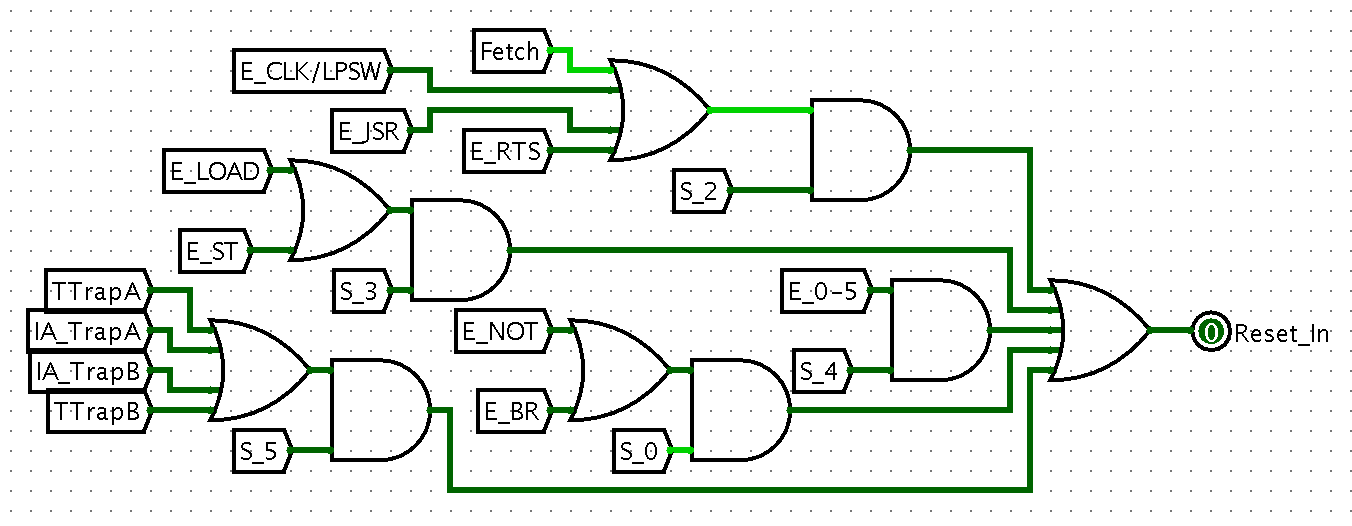 Fetch
E_CLK/LPSW
E_JSR
E_RTS
E_LOAD
S_2
E_ST
S_3
E_0-5
TTrapA
IA_TrapA
E_NOT
0
Reset_In
IA_TrapB
S_4
TTrapB
E_BR
S_5
S_0